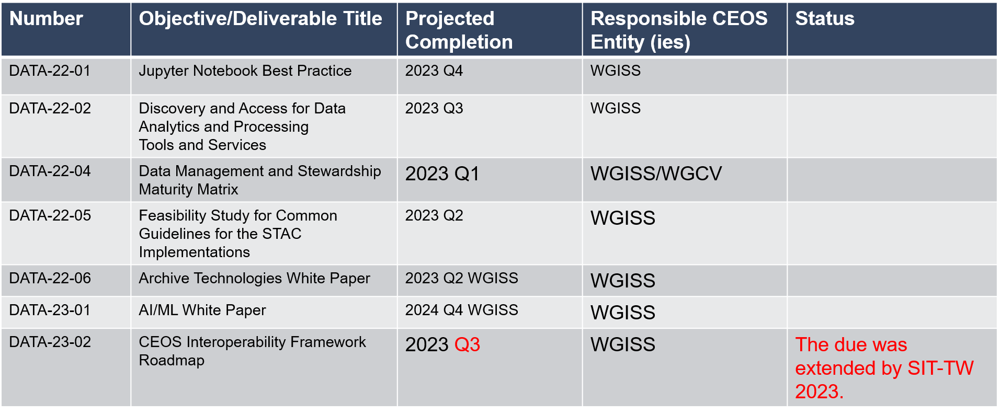 Number Objective/Deliverable Title Projected Completion Responsible CEOS Entity (ies) Status
DATA-22-01 Jupyter Notebook Best Practice 2023 Q4 WGISS
DATA-22-02 Discovery and Access for Data Analytics and Processing Tools and Services 2023 Q3 WGISS
DATA-22-04 Data Management and Stewardship Maturity Matrix 2023 Q1 WGISS/WGCV
DATA-22-05 Feasibility Study for Common Guidelines for the STAC Implementations 2023 Q2 WGISS
DATA-22-06 Archive Technologies White Paper 2023 Q2 WGISS WGISS
DATA-23-01 AI/ML White Paper 2024 Q4 WGISS WGISS
DATA-23-02 CEOS Interoperability Framework Roadmap 2023 Q3 WGISS The due was extended by SIT-TW 2023.